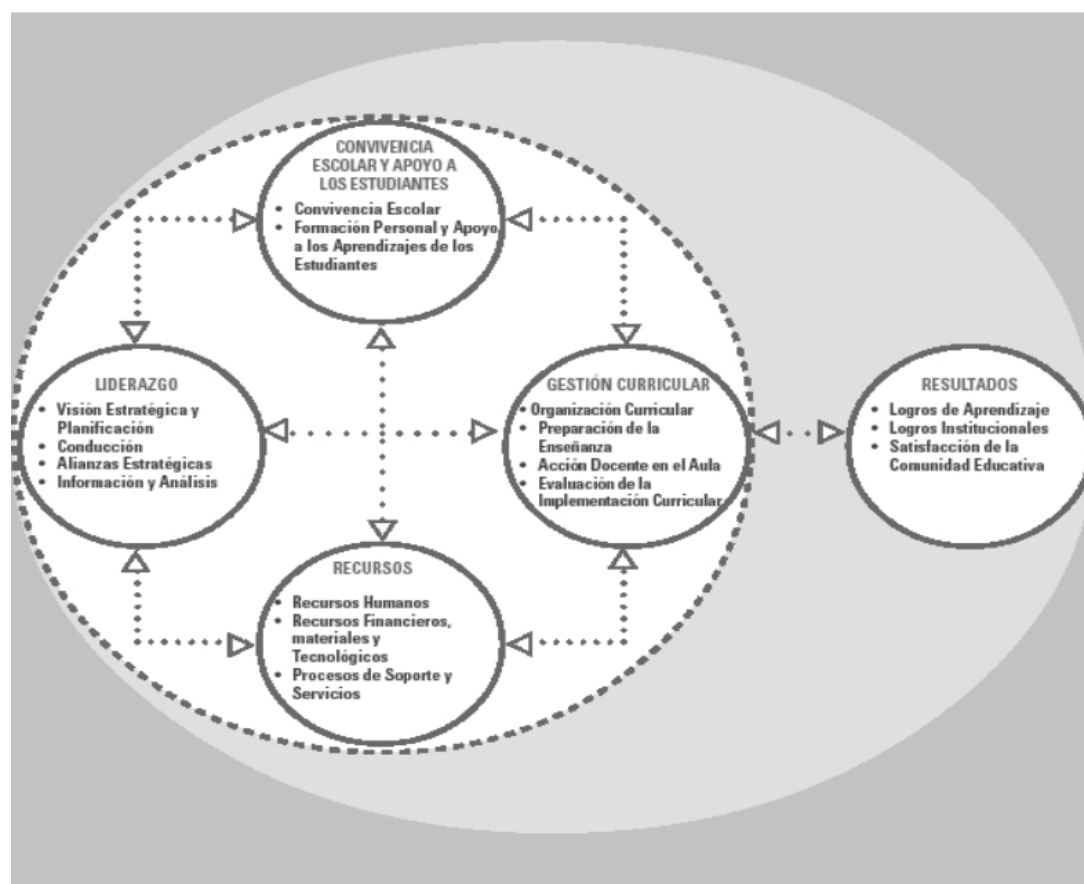 CONVIVENCIA
ESCOLAR Y APOYO A
LOS ESTUDIANTES
• Convivencia Escolar
• Formación Personal y Apoyo
a los Aprendizajes de los
Estudiantes
LIDERAZGO
• Visión Estratégica y
Planificación
• Conducción
• Alianzas Estratégicas
• Información y Análisis
GESTIÓN CURRICULAR
• Organización Curricular
• Preparación de la
Enseñanza
• Acción Docente en el Aula
• Evaluación de la
Implementación Curricular
RESULTADOS
• Logros de Aprendizaje
• Logros Institucionales
• Satisfacción de la
Comunidad Educativa
RECURSOS
• Recursos Humanos
• Recursos Financieros,
materiales y
Tecnológicos
• Procesos de Soporte y
Servicios